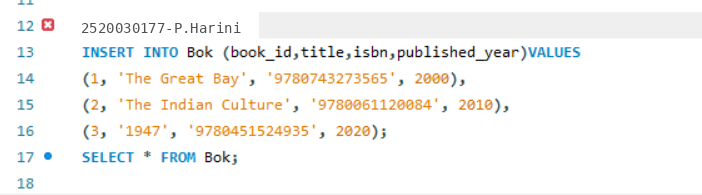 11
12 2520030177-P.Harini
13 INSERT INTO Bok (book_id,title,isbn,published_year)VALUES
14 (1, 'The Great Bay', '9780743273565', 2000),
15 (2, 'The Indian Culture', '9780061120084', 2010),
16 (3, '1947', '9780451524935', 2020);
17 SELECT * FROM Bok;
18